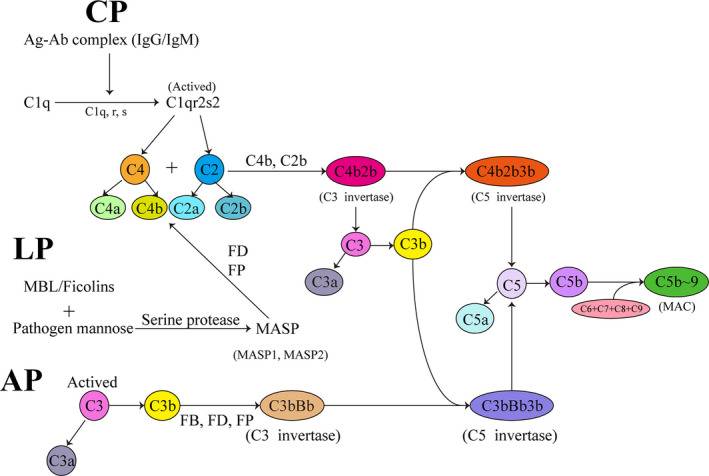 CP
Ag-Ab complex (IgG/IgM)
C1q
C1q, r, s
(Actived)
C1qr2s2
C4
+
C2
C4b, C2b
C4b2b
(C3 invertase)
C4b2b3b
(C5 invertase)
C4a
C4b
C2a
C2b
C3
C3b
C3a
LP
MBL/Ficolins
+
Pathogen mannose
Serine protease
MASP
(MASP1, MASP2)
FD
FP
C5
C5b
C5b~9
(MAC)
C6+C7+C8+C9
C5a
AP
Actived
C3
C3b
FB, FD, FP
C3bBb
(C3 invertase)
C3bBb3b
(C5 invertase)
C3a